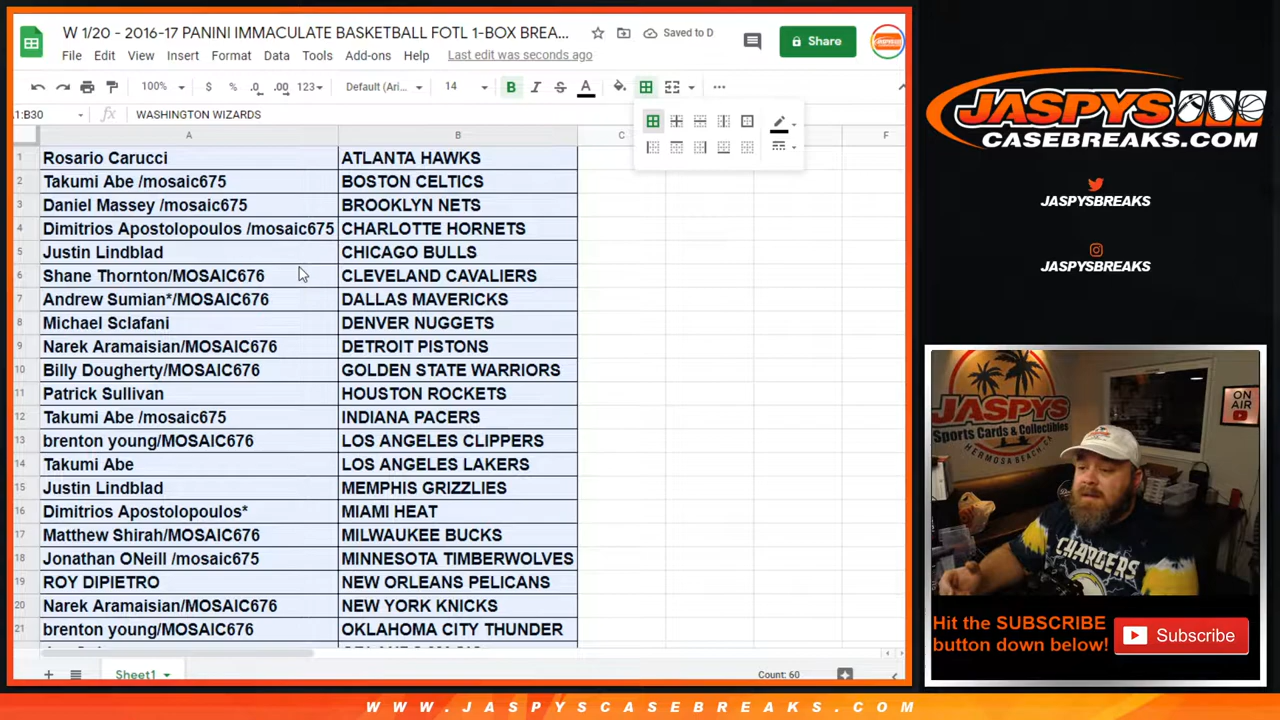 W 1/20 - 2016-17 PANINI IMMACULATE BASKETBALL FOTL 1-BOX BREA...
Saved to D
Share
File Edit View Insert Format Data Tools Add-ons Help Last edit was seconds ago
100% $ % .0 .00 123 Default (Ari... 14 B I S A
1:B30 fx WASHINGTON WIZARDS
A B C F
1 Rosario Carucci ATLANTA HAWKS
2 Takumi Abe /mosaic675 BOSTON CELTICS
3 Daniel Massey /mosaic675 BROOKLYN NETS
4 Dimitrios Apostolopoulos /mosaic675 CHARLOTTE HORNETS
5 Justin Lindblad CHICAGO BULLS
6 Shane Thornton/MOSAIC676 CLEVELAND CAVALIERS
7 Andrew Sumian*/MOSAIC676 DALLAS MAVERICKS
8 Michael Sclafani DENVER NUGGETS
9 Narek Aramaisian/MOSAIC676 DETROIT PISTONS
10 Billy Dougherty/MOSAIC676 GOLDEN STATE WARRIORS
11 Patrick Sullivan HOUSTON ROCKETS
12 Takumi Abe /mosaic675 INDIANA PACERS
13 brenton young/MOSAIC676 LOS ANGELES CLIPPERS
14 Takumi Abe LOS ANGELES LAKERS
15 Justin Lindblad MEMPHIS GRIZZLIES
16 Dimitrios Apostolopoulos* MIAMI HEAT
17 Matthew Shirah/MOSAIC676 MILWAUKEE BUCKS
18 Jonathan ONeill /mosaic675 MINNESOTA TIMBERWOLVES
19 ROY DIPIETRO NEW ORLEANS PELICANS
20 Narek Aramaisian/MOSAIC676 NEW YORK KNICKS
21 brenton young/MOSAIC676 OKLAHOMA CITY THUNDER
Sheet1
Count: 60
JASPYS
CASEBREAKS.COM
JASPYSBREAKS
JASPYSBREAKS
JASPYS
Sports Cards & Collectibles
HERMOSA BEACH, CA
ON
AIR
CHARGERS
Hit the SUBSCRIBE
button down below!
Subscribe
WWW.JASPYSCASEBREAKS.COM